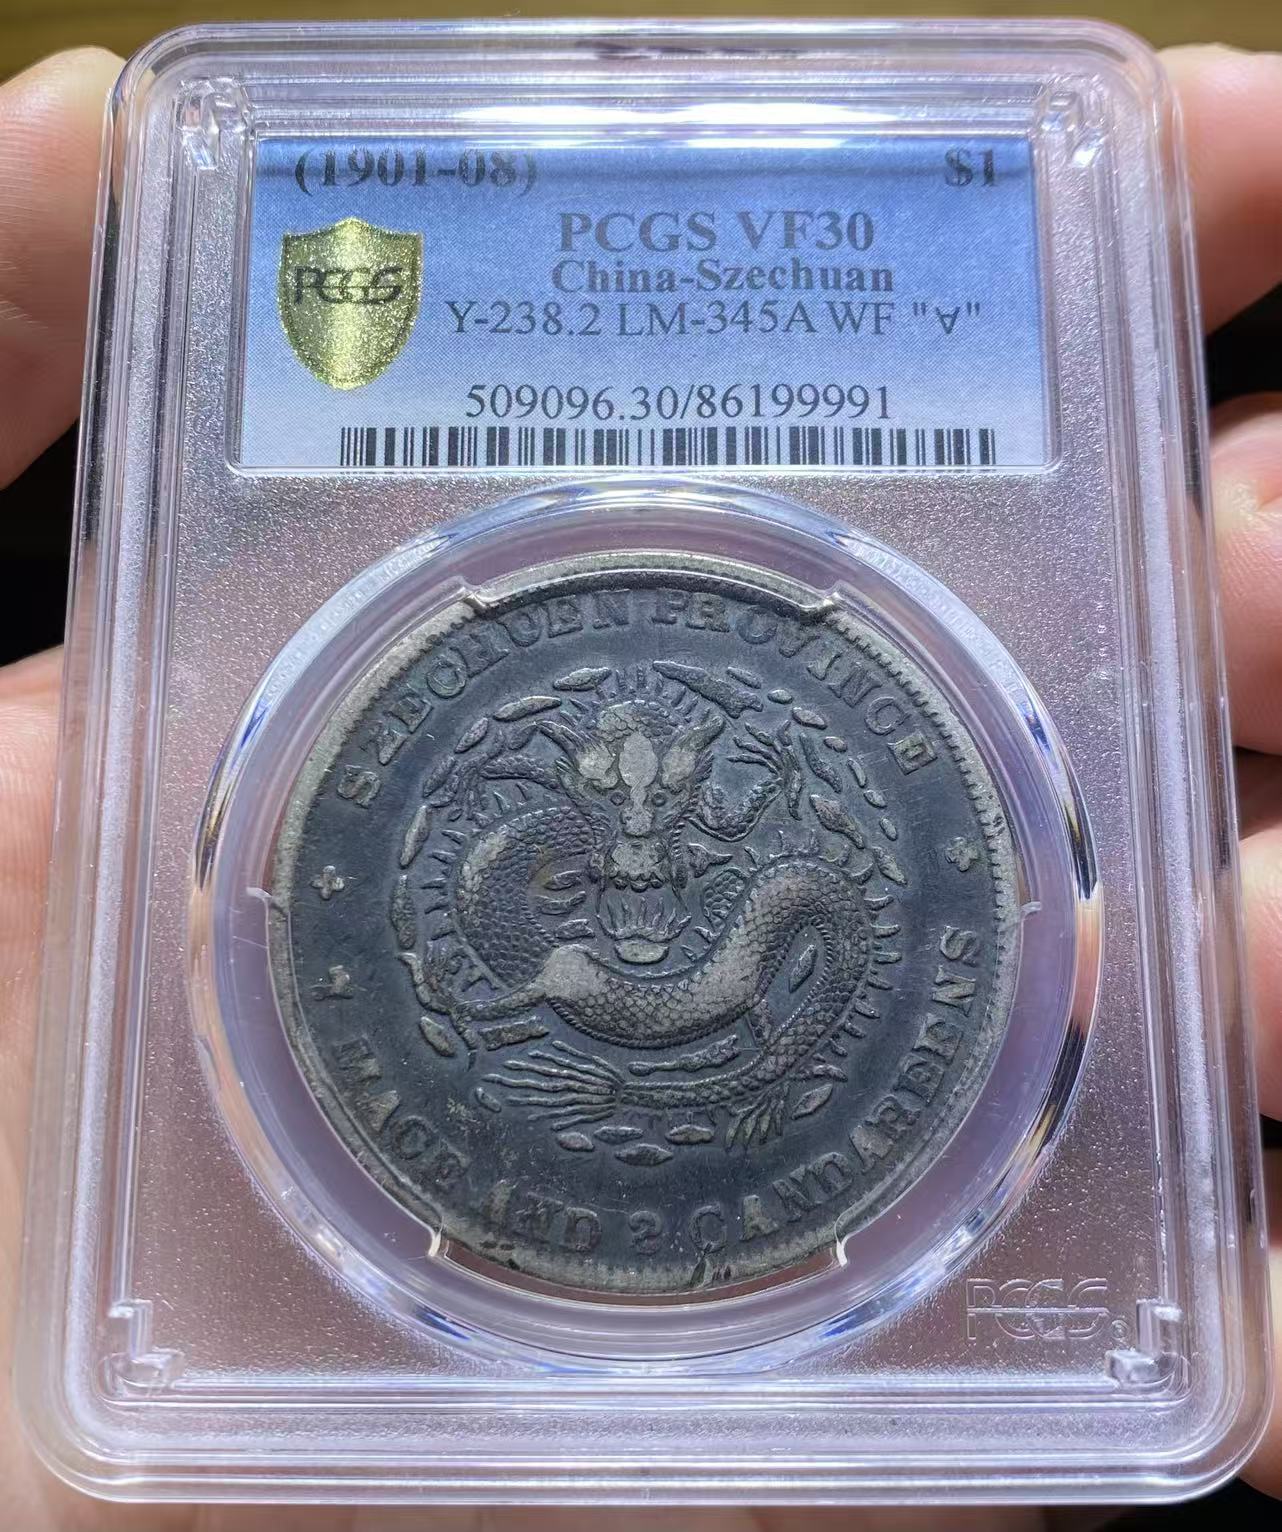 (1901-08) $1
PCGS VF30
China-Szechuan
Y-238.2 LM-345A WF "∀"
PCGS
509096.30/86199991
SZECHUEN PROVINCE
7 MACE AND 2 CANDAREENS
PCGS